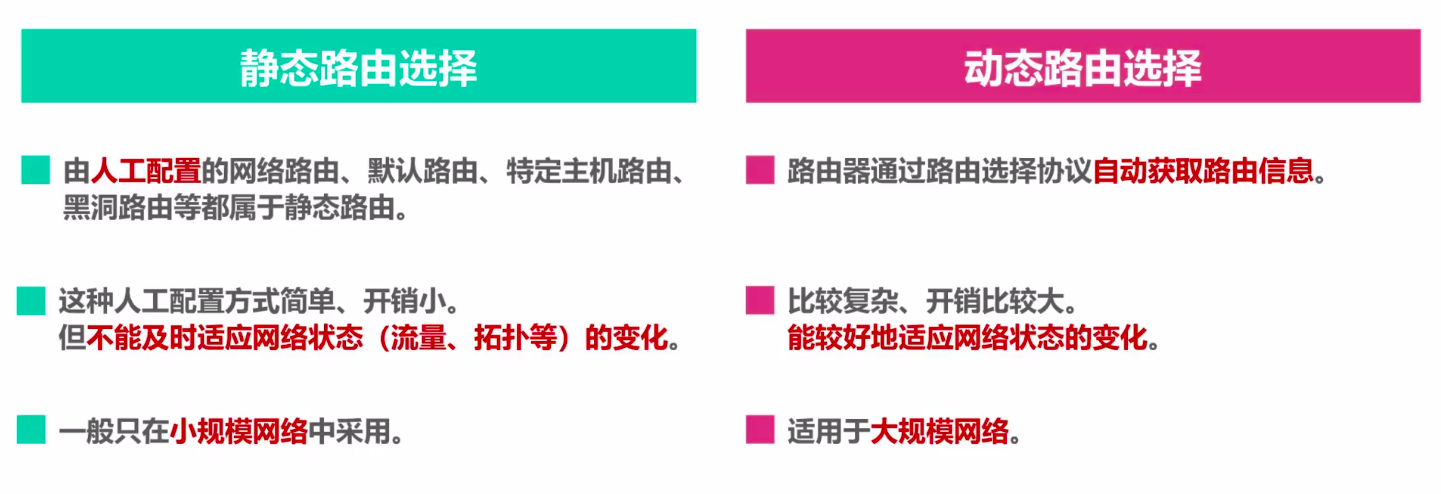 静态路由选择
由人工配置的网络路由、默认路由、特定主机路由、
黑洞路由等都属于静态路由。
这种人工配置方式简单、开销小。
但不能及时适应网络状态（流量、拓扑等）的变化。
一般只在小规模网络中采用。
动态路由选择
路由器通过路由选择协议自动获取路由信息。
比较复杂、开销比较大。
能较好地适应网络状态的变化。
适用于大规模网络。